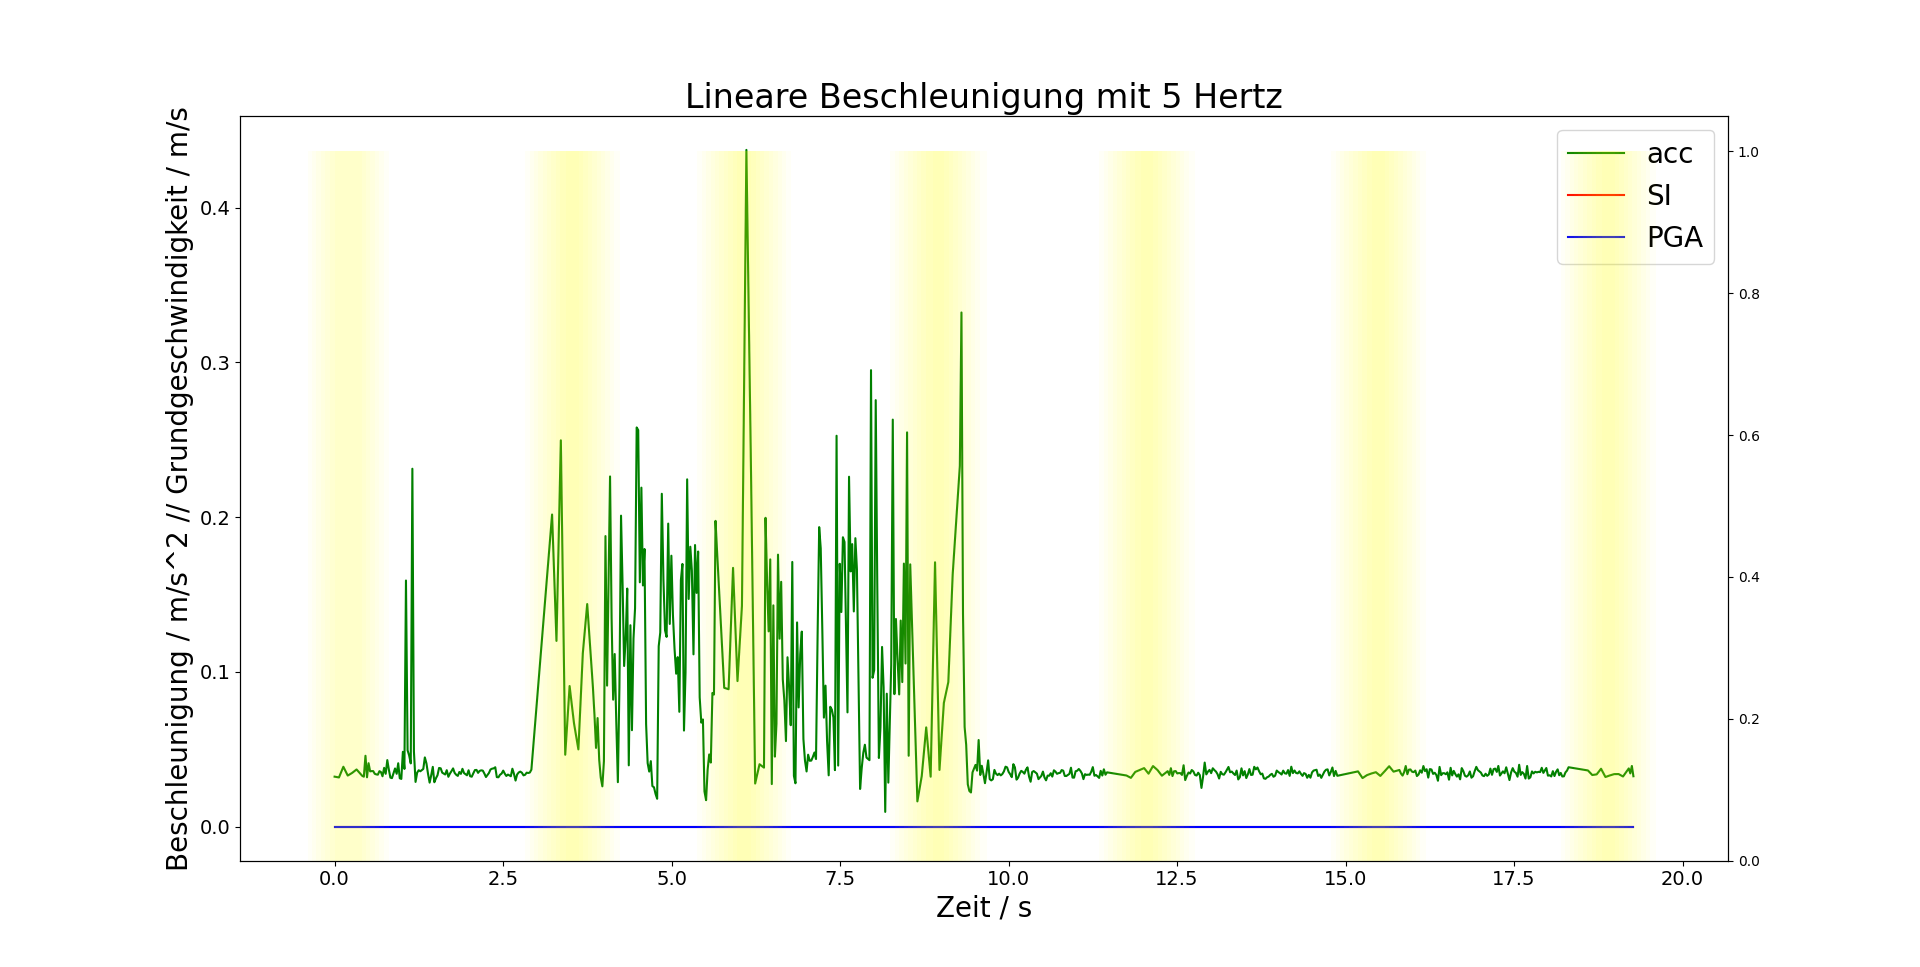 Lineare Beschleunigung mit 5 Hertz
Beschleunigung / m/s^2 // Grundgeschwindigkeit / m/s
0.4
0.3
0.2
0.1
0.0
1.0
0.8
0.6
0.4
0.2
0.0
acc
SI
PGA
0.0 2.5 5.0 7.5 10.0 12.5 15.0 17.5 20.0
Zeit / s